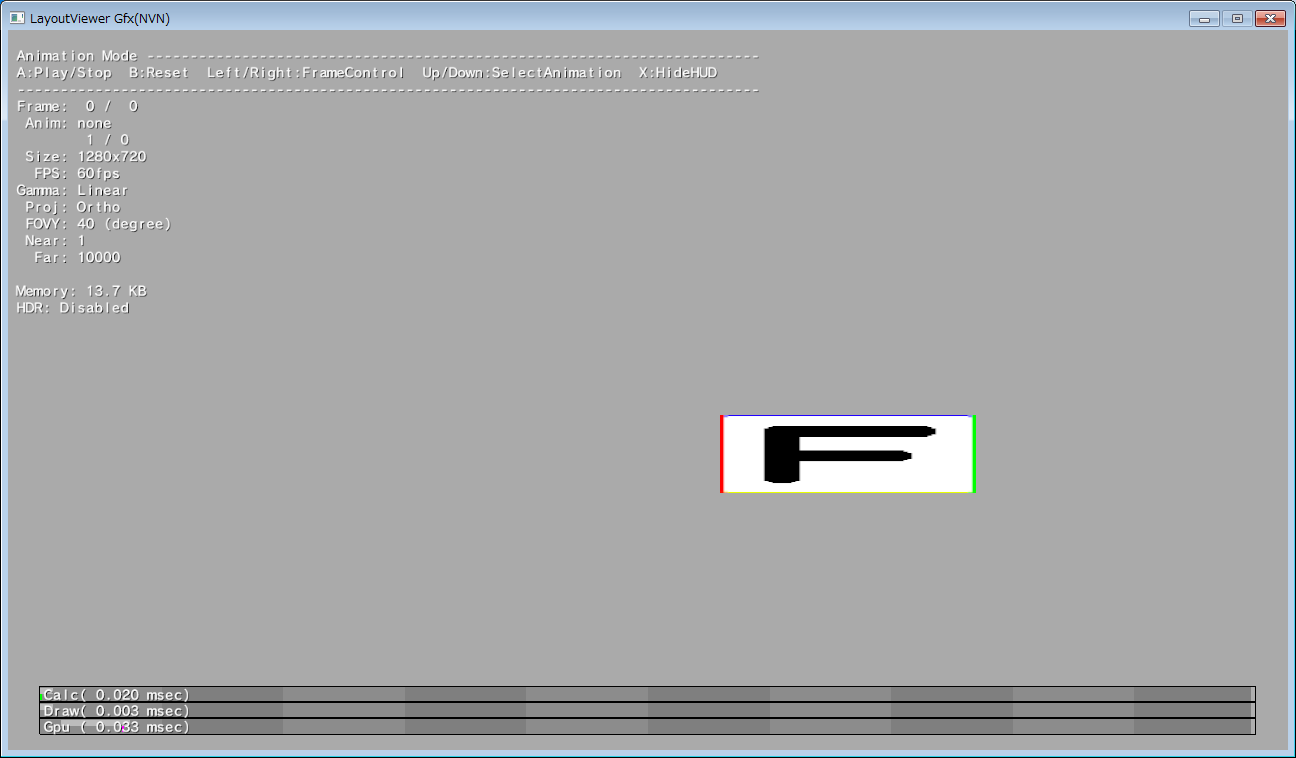 LayoutViewer Gfx(NVN)
Animation Mode ------------------------------------------------------------------------
A:Play/Stop  B:Reset  Left/Right:FrameControl  Up/Down:SelectAnimation  X:HideHUD
---------------------------------------------------------------------------------------
Frame:  0 /  0
Anim: none
1 / 0
Size: 1280x720
FPS: 60fps
Gamma: Linear
Proj: Ortho
FOVY: 40 (degree)
Near: 1
Far: 10000
Memory: 13.7 KB
HDR: Disabled
F
Calc( 0.020 msec)
Draw( 0.003 msec)
Gpu ( 0.033 msec)